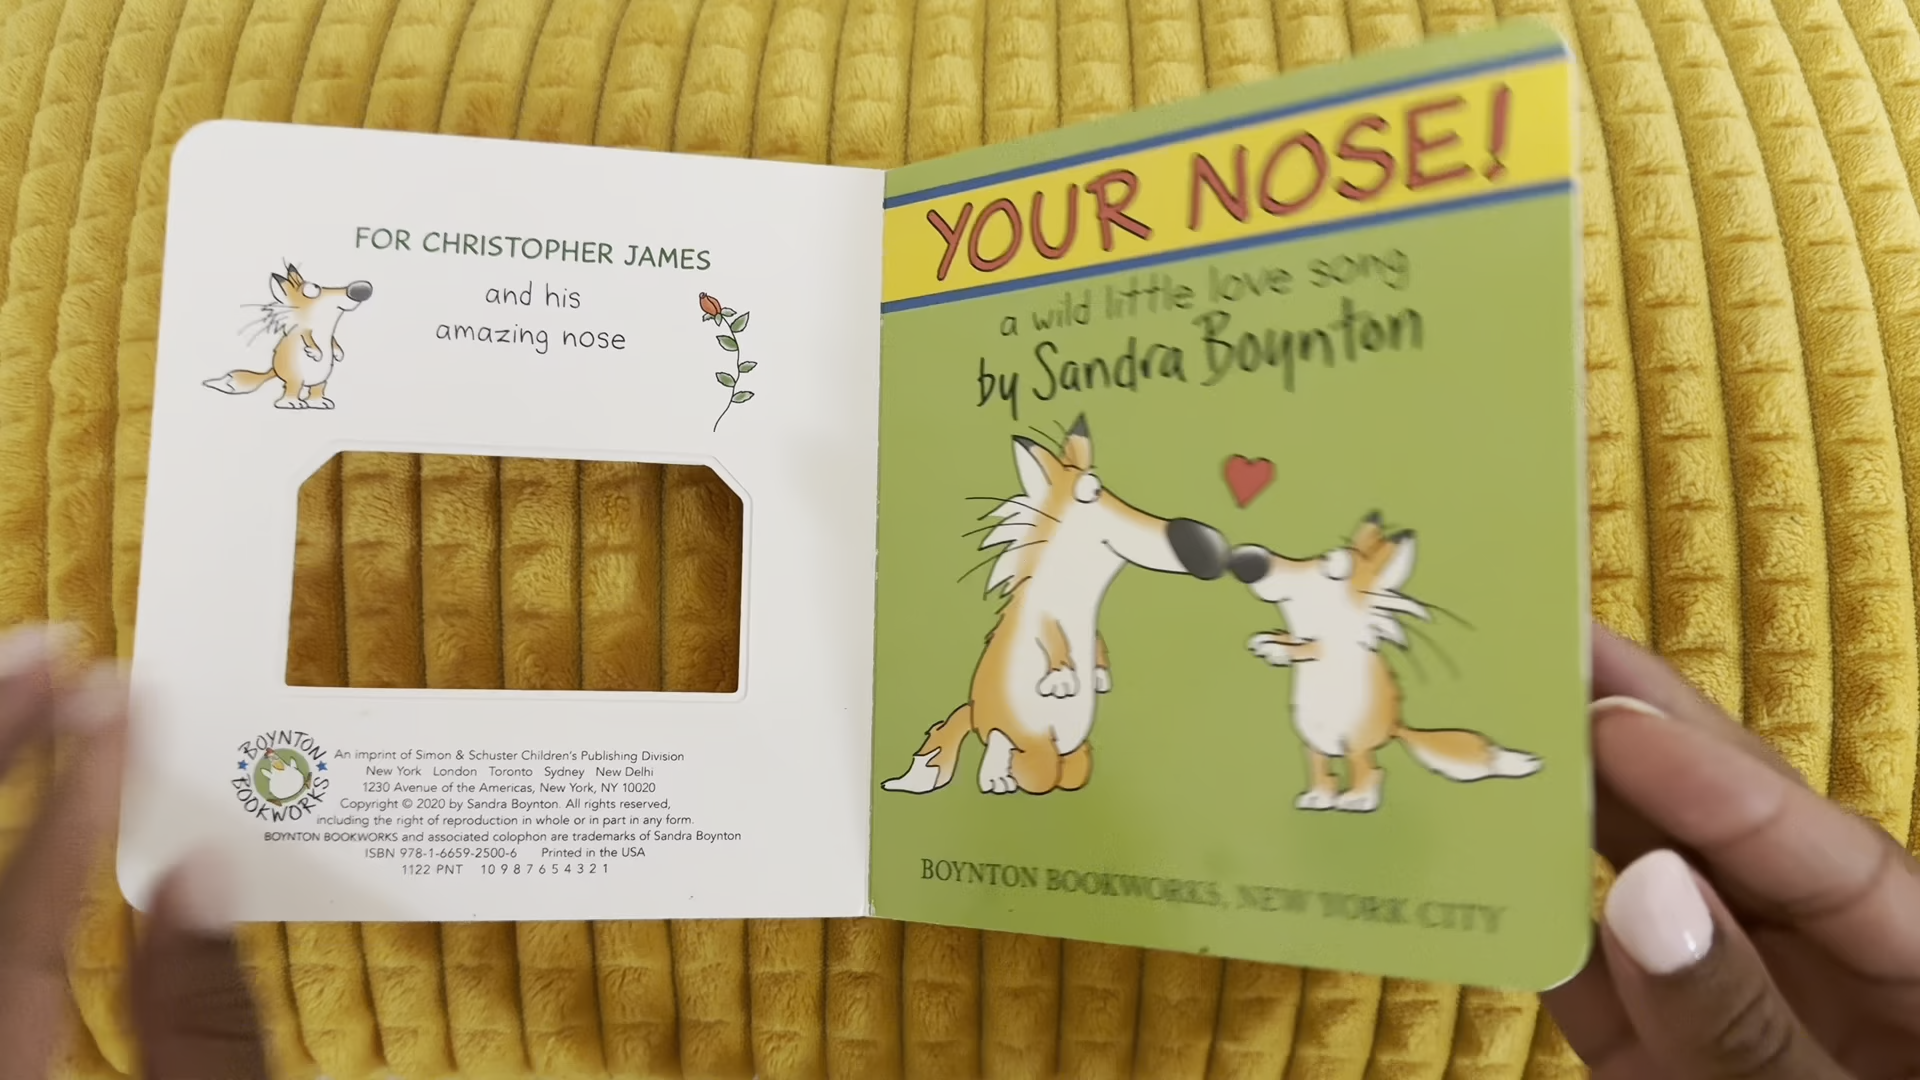 FOR CHRISTOPHER JAMES
and his
amazing nose
BOYNTON
BOOKWORKS
An imprint of Simon & Schuster Children's Publishing Division
New York London Toronto Sydney New Delhi
1230 Avenue of the Americas, New York, NY 10020
Copyright © 2020 by Sandra Boynton. All rights reserved,
including the right of reproduction in whole or in part in any form.
BOYNTON BOOKWORKS and associated colophon are trademarks of Sandra Boynton
ISBN 978-1-6659-2500-6 Printed in the USA
1122 PNT 10 9 8 7 6 5 4 3 2 1
YOUR NOSE!
a wild little love song
by Sandra Boynton
BOYNTON BOOKWORKS, NEW YORK CITY